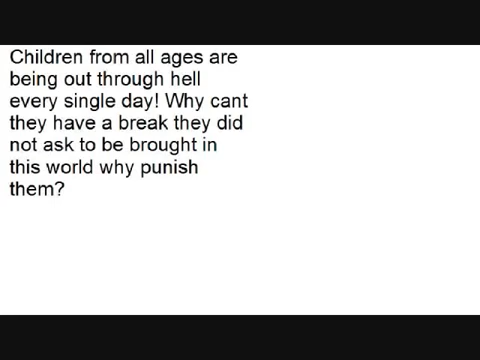 Children from all ages are
being out through hell
every single day! Why cant
they have a break they did
not ask to be brought in
this world why punish
them?